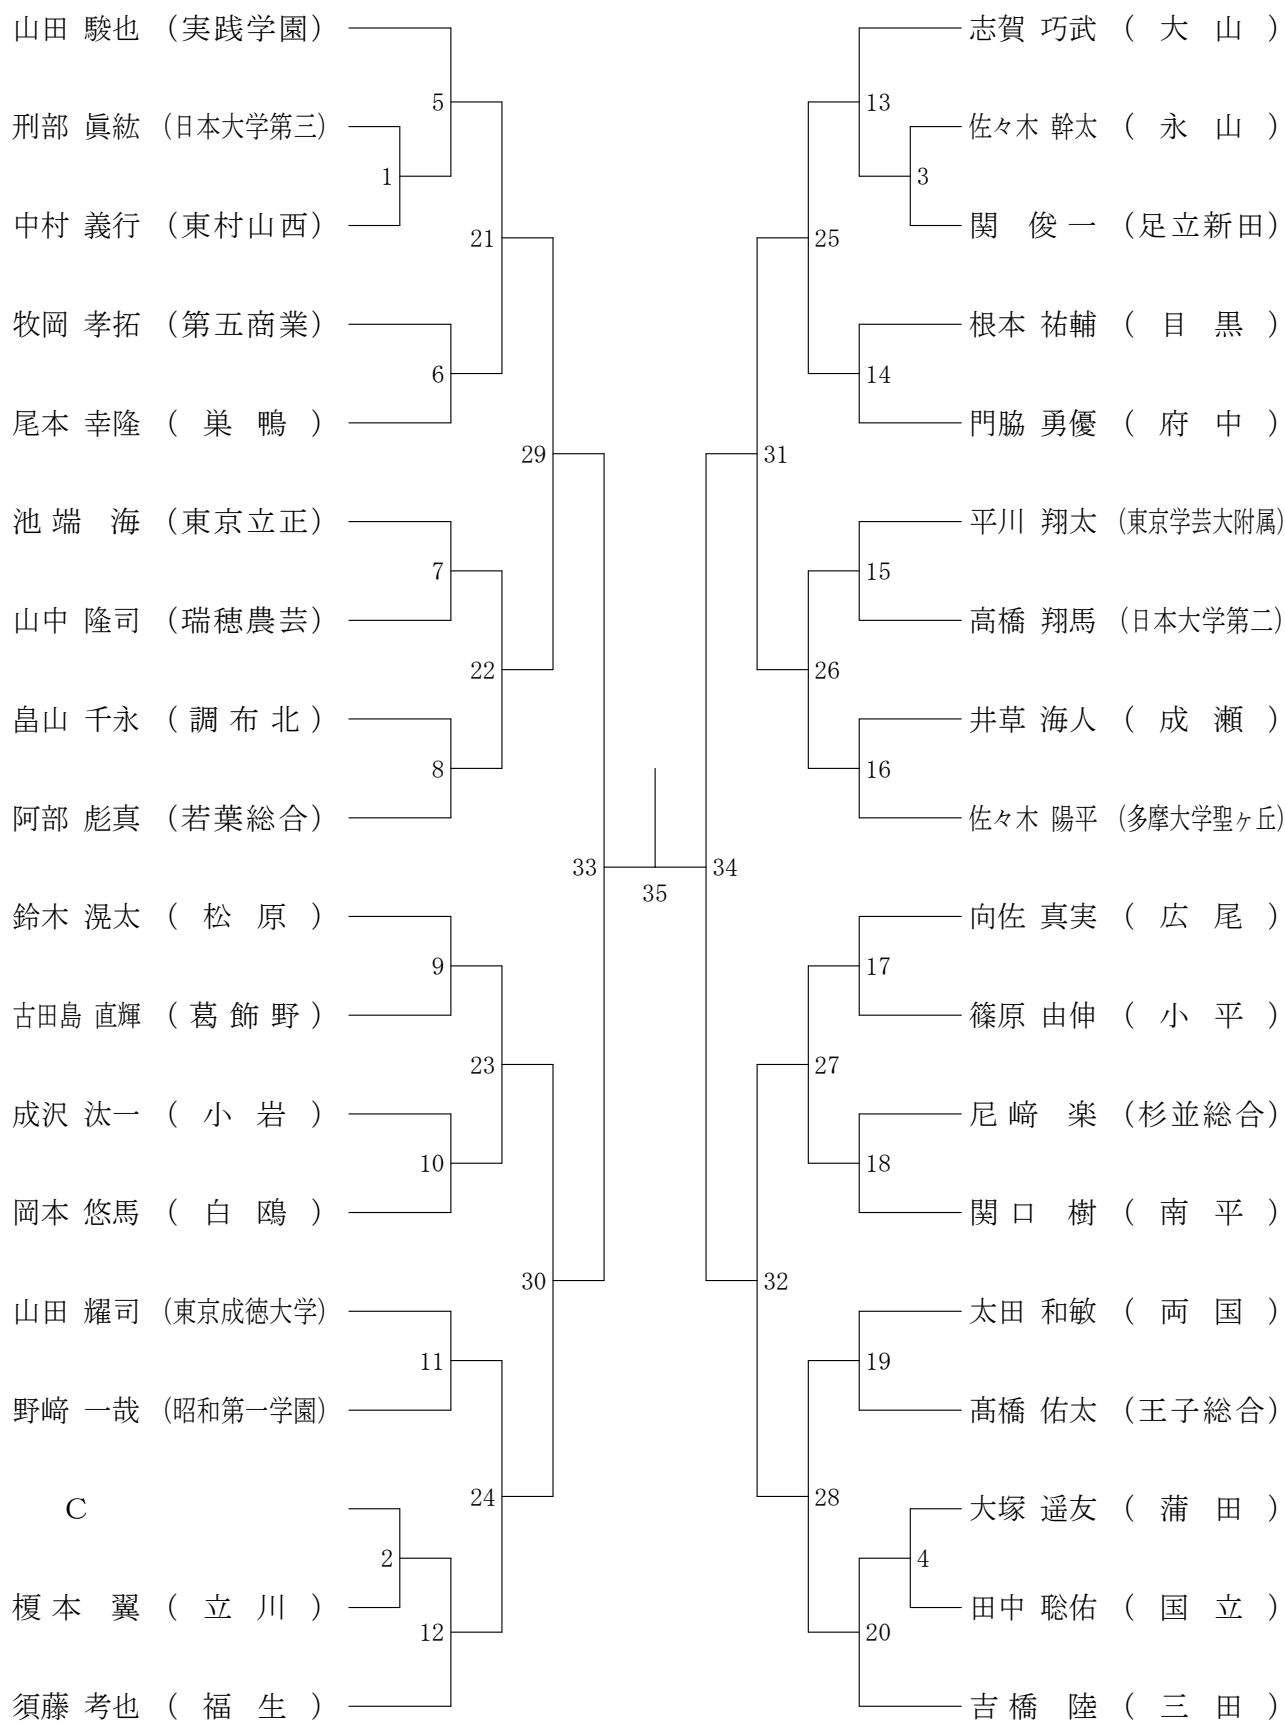 山田 駿也 （実践学園）
5
刑部 眞紘 （日本大学第三）
1
中村 義行 （東村山西）
21
牧岡 孝拓 （第五商業）
6
尾本 幸隆 （ 巣 鴨 ）
29
池端 海 （東京立正）
7
山中 隆司 （瑞穂農芸）
22
畠山 千永 （調布北）
8
阿部 彪真 （若葉総合）
33
鈴木 滉太 （ 松 原 ）
9
古田島 直輝 （葛飾野）
23
成沢 汰一 （ 小 岩 ）
10
岡本 悠馬 （ 白 鴎 ）
30
山田 耀司 （東京成徳大学）
11
野﨑 一哉 （昭和第一学園）
C
24
2
榎本 翼 （ 立 川 ）
12
須藤 考也 （ 福 生 ）
35
志賀 巧武 （ 大 山 ）
13
佐々木 幹太 （ 永 山 ）
3
関 俊一 （足立新田）
25
根本 祐輔 （ 目 黒 ）
14
門脇 勇優 （ 府 中 ）
31
平川 翔太 （東京学芸大附属）
15
高橋 翔馬 （日本大学第二）
26
井草 海人 （ 成 瀬 ）
16
佐々木 陽平 （多摩大学聖ヶ丘）
34
向佐 真実 （ 広 尾 ）
17
篠原 由伸 （ 小 平 ）
27
尼﨑 楽 （杉並総合）
18
関口 樹 （ 南 平 ）
32
太田 和敏 （ 両 国 ）
19
髙橋 佑太 （王子総合）
28
大塚 遥友 （ 蒲 田 ）
4
田中 聡佑 （ 国 立 ）
20
吉橋 陸 （ 三 田 ）